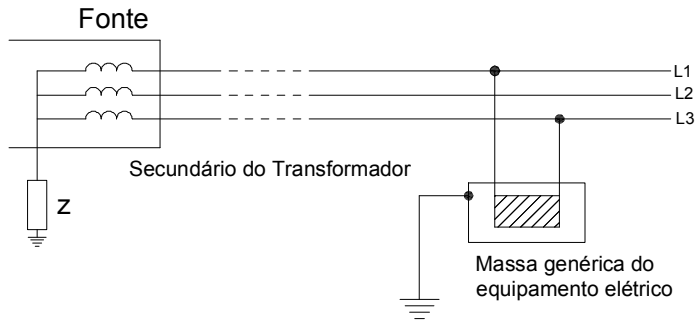 Fonte
L1
L2
L3
Secundário do Transformador
Z
Massa genérica do
equipamento elétrico